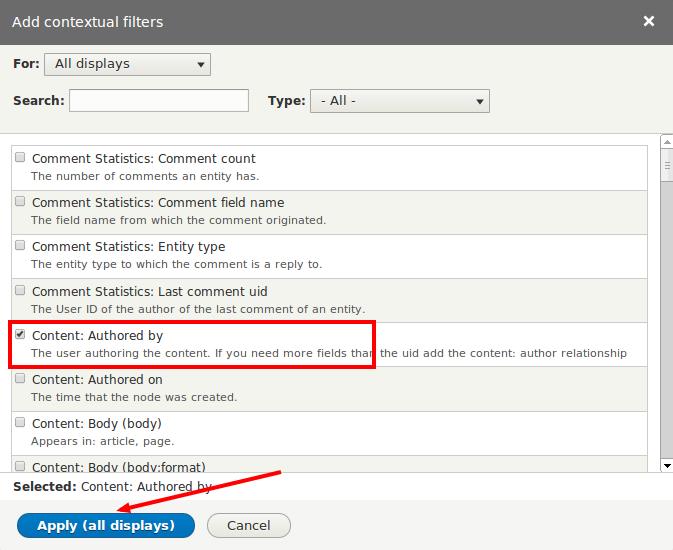 Add contextual filters ×
For: All displays
Search: Type: - All -
Comment Statistics: Comment count
The number of comments an entity has.
Comment Statistics: Comment field name
The field name from which the comment originated.
Comment Statistics: Entity type
The entity type to which the comment is a reply to.
Comment Statistics: Last comment uid
The User ID of the author of the last comment of an entity.
Content: Authored by
The user authoring the content. If you need more fields than the uid add the content: author relationship
Content: Authored on
The time that the node was created.
Content: Body (body)
Appears in: article, page.
Content: Body (body:format)
Selected: Content: Authored by
Apply (all displays) Cancel